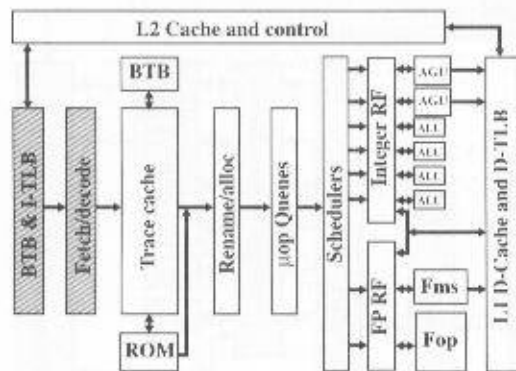 L2 Cache and control
BTB
BTB & I-TLB
Fetch/decode
Trace cache
ROM
Rename/alloc
µop Queues
Schedulers
Integer RF
FP RF
AGU
AGU
ALU
ALU
ALU
ALU
Fms
Fop
L1 D-Cache and D-TLB